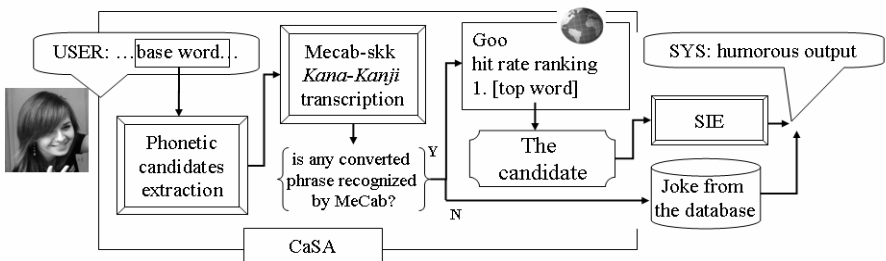 USER: …base word…
Phonetic
candidates
extraction
Mecab-skk
Kana-Kanji
transcription
is any converted
phrase recognized
by MeCab?
Y
N
Goo
hit rate ranking
1. [top word]
The
candidate
SIE
Joke from
the database
SYS: humorous output
CaSA